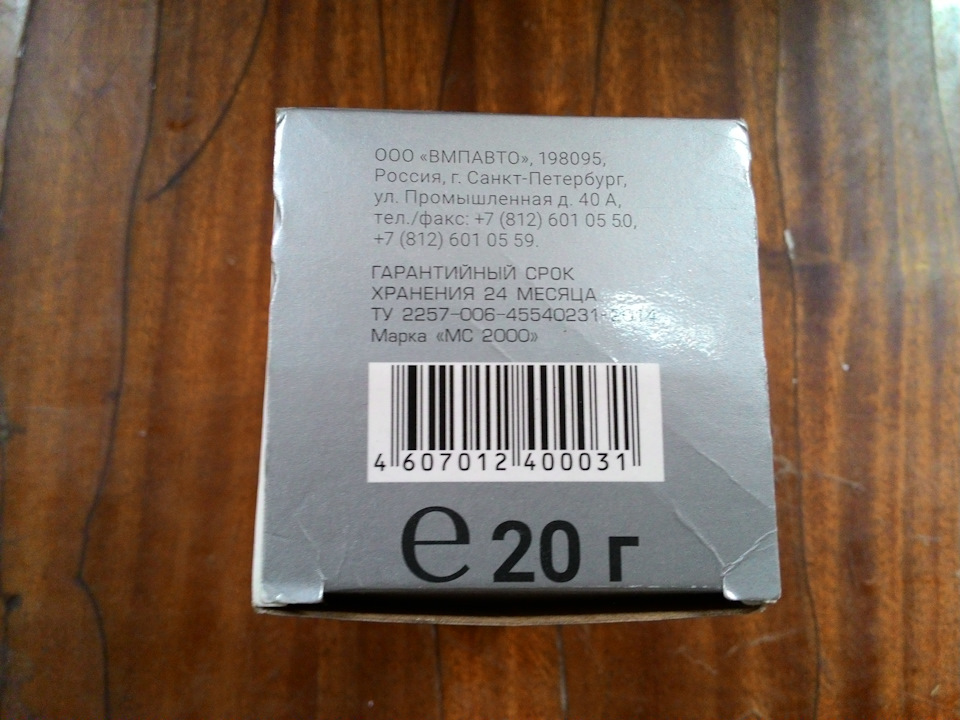 ООО «ВМПАВТО», 198095,
Россия, г. Санкт-Петербург,
ул. Промышленная д. 40 А,
тел./факс: +7 (812) 601 05 50,
+7 (812) 601 05 59.
ГАРАНТИЙНЫЙ СРОК
ХРАНЕНИЯ 24 МЕСЯЦА
ТУ 2257-006-45540231-2014
Марка «МС 2000»
4 607012 400031
℮ 20 г